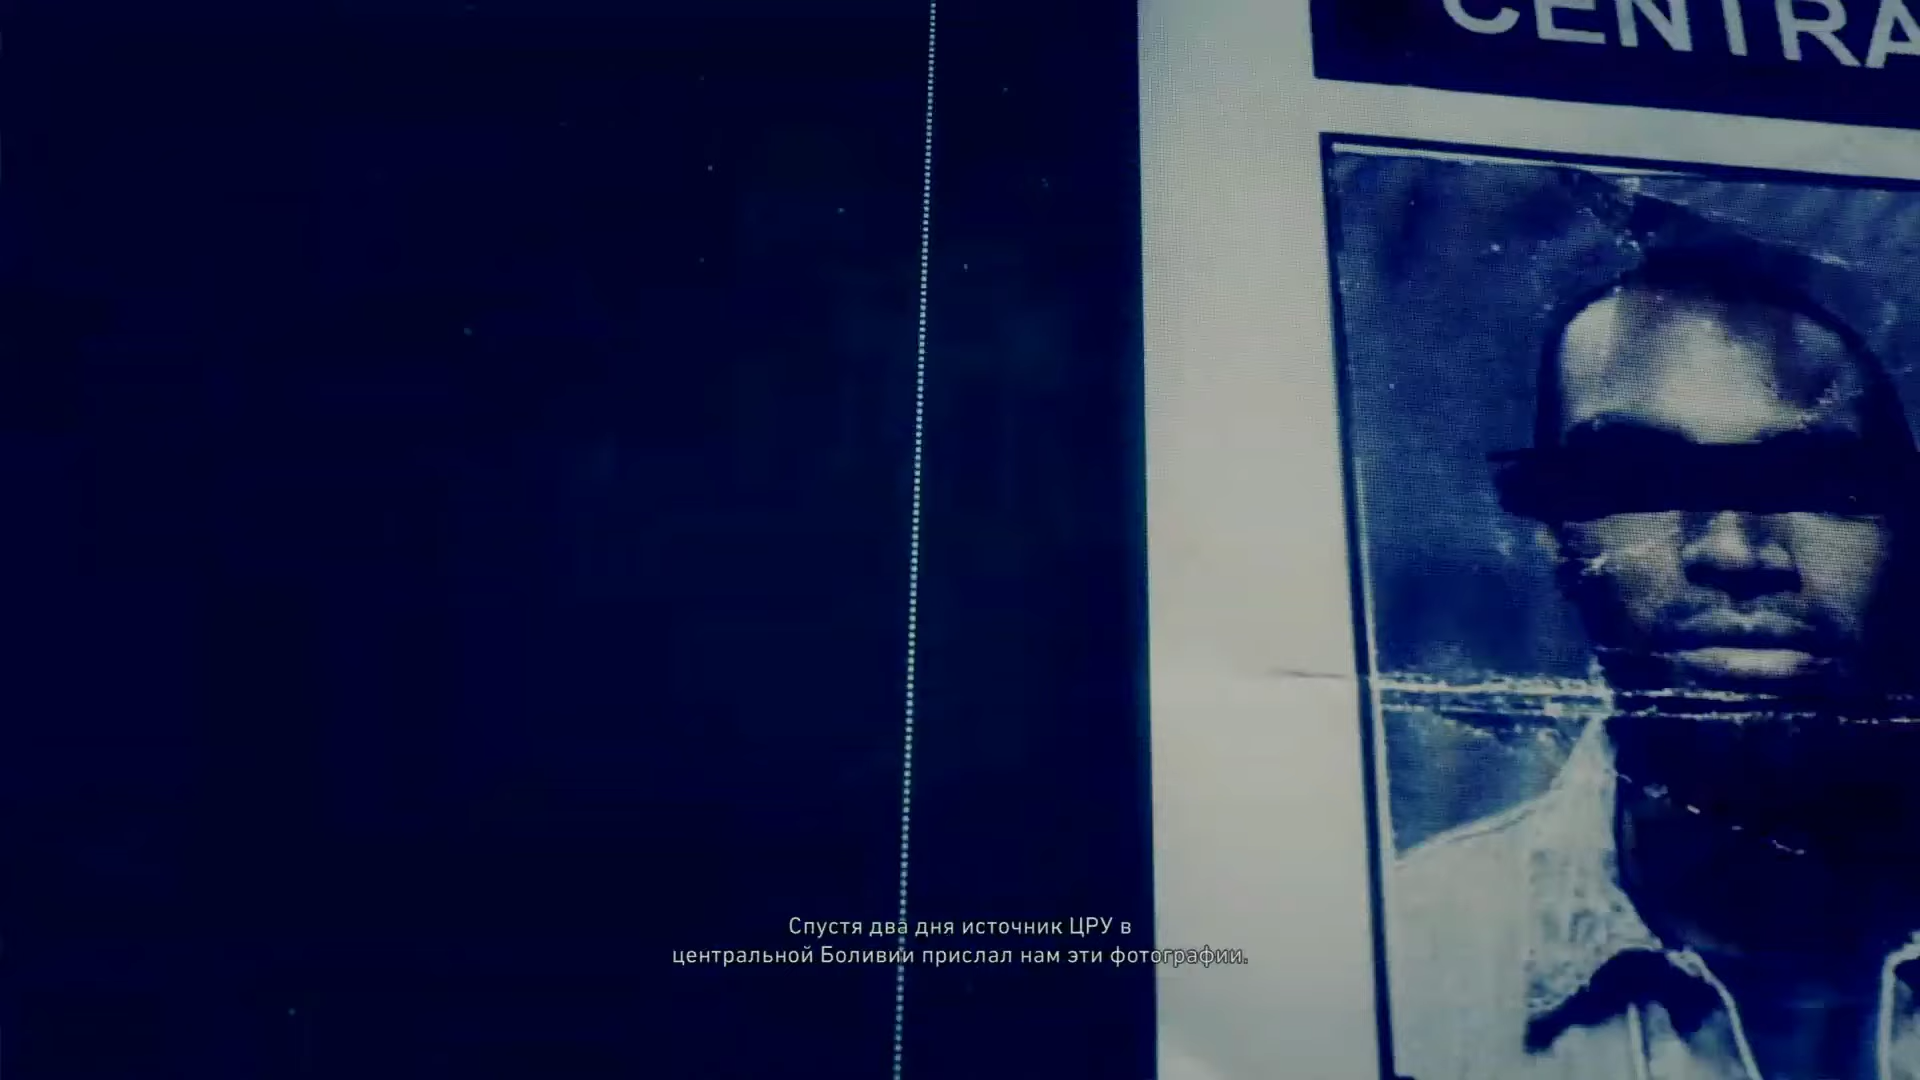 CENTRA
Спустя два дня источник ЦРУ в
центральной Боливии прислал нам эти фотографии.